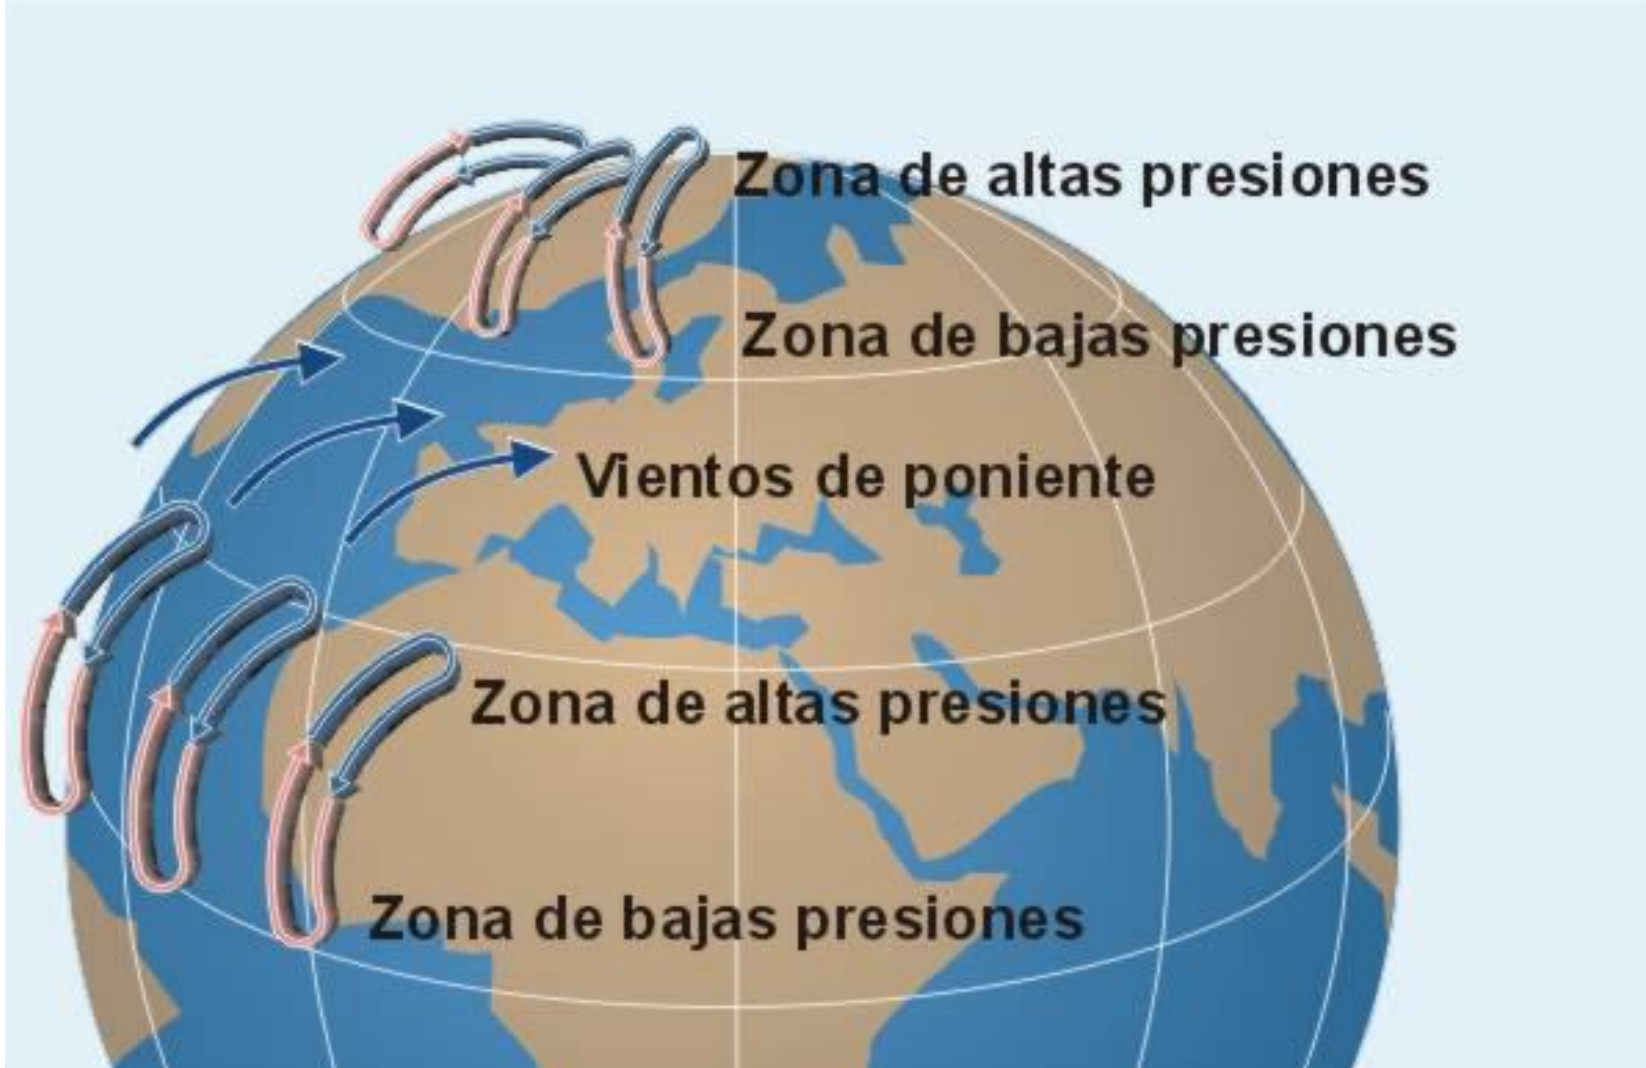 Zona de altas presiones
Zona de bajas presiones
Vientos de poniente
Zona de altas presiones
Zona de bajas presiones